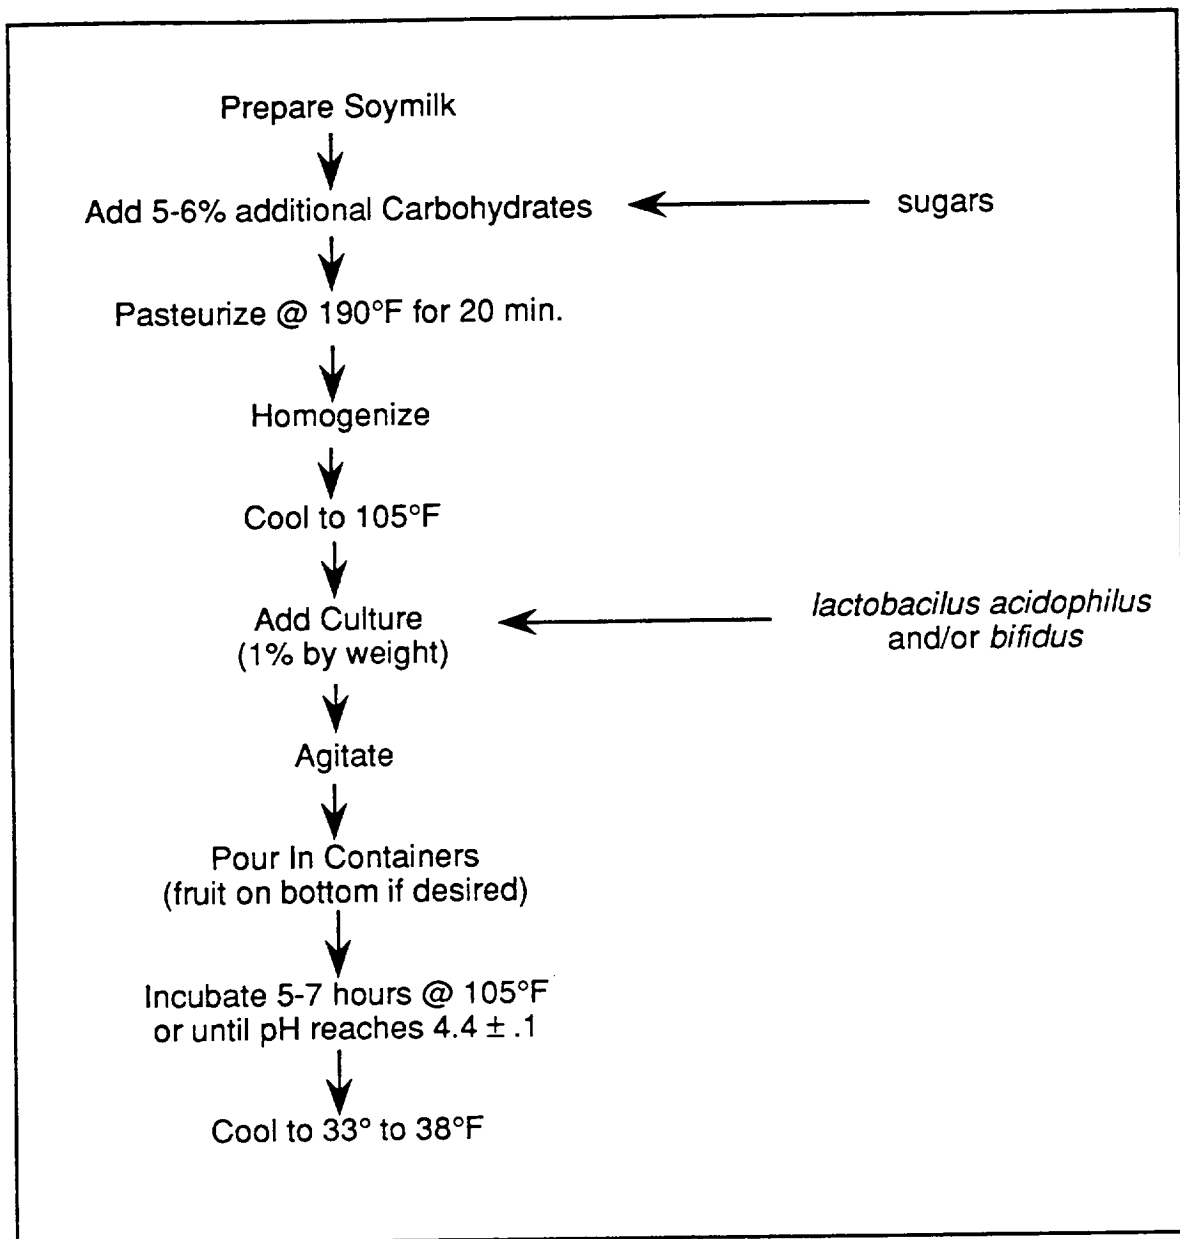 Prepare Soymilk
Add 5-6% additional Carbohydrates
sugars
Pasteurize @ 190°F for 20 min.
Homogenize
Cool to 105°F
Add Culture
(1% by weight)
lactobacilus acidophilus
and/or bifidus
Agitate
Pour In Containers
(fruit on bottom if desired)
Incubate 5-7 hours @ 105°F
or until pH reaches 4.4 ± .1
Cool to 33° to 38°F